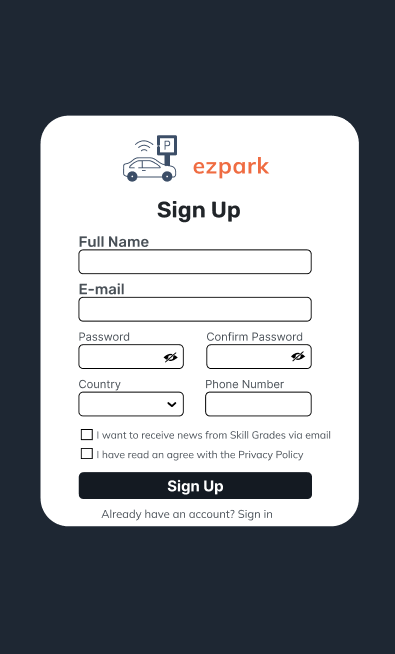 P
ezpark
Sign Up
Full Name
E-mail
Password Confirm Password
Country Phone Number
I want to receive news from Skill Grades via email
I have read an agree with the Privacy Policy
Sign Up
Already have an account? Sign in